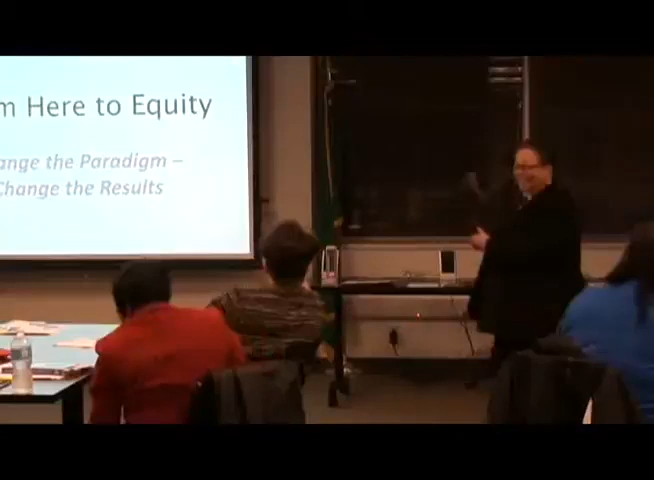 m Here to Equity
ange the Paradigm –
Change the Results